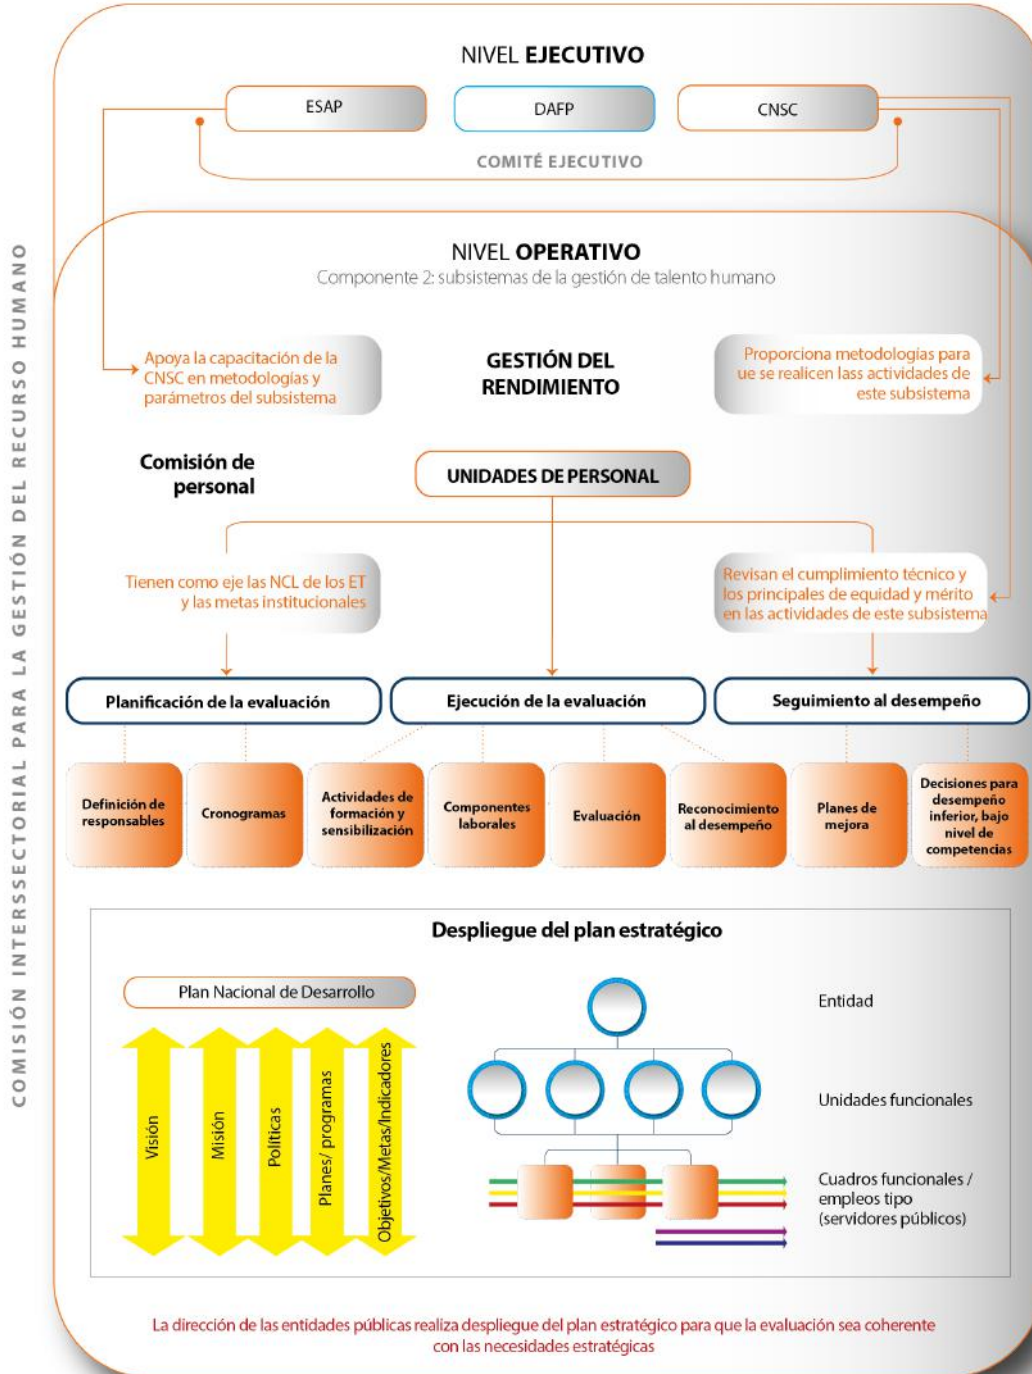 NIVEL EJECUTIVO
ESAP
DAFP
CNSC
COMITÉ EJECUTIVO
COMISIÓN INTERSSECTORIAL PARA LA GESTIÓN DEL RECURSO HUMANO
NIVEL OPERATIVO
Componente 2: subsistemas de la gestión de talento humano
Apoya la capacitación de la
CNSC en metodologías y
parámetros del subsistema
GESTIÓN DEL
RENDIMIENTO
Proporciona metodologías para
ue se realicen lass actividades de
este subsistema
Comisión de
personal
UNIDADES DE PERSONAL
Tienen como eje las NCL de los ET
y las metas institucionales
Revisan el cumplimiento técnico y
los principales de equidad y mérito
en las actividades de este subsistema
Planificación de la evaluación
Ejecución de la evaluación
Seguimiento al desempeño
Definición de
responsables
Cronogramas
Actividades de
formación y
sensibilización
Componentes
laborales
Evaluación
Reconocimiento
al desempeño
Planes de
mejora
Decisiones para
desempeño
inferior, bajo
nivel de
competencias
Despliegue del plan estratégico
Plan Nacional de Desarrollo
Visión
Misión
Políticas
Planes/ programas
Objetivos/Metas/Indicadores
Entidad
Unidades funcionales
Cuadros funcionales /
empleos tipo
(servidores públicos)
La dirección de las entidades públicas realiza despliegue del plan estratégico para que la evaluación sea coherente
con las necesidades estratégicas